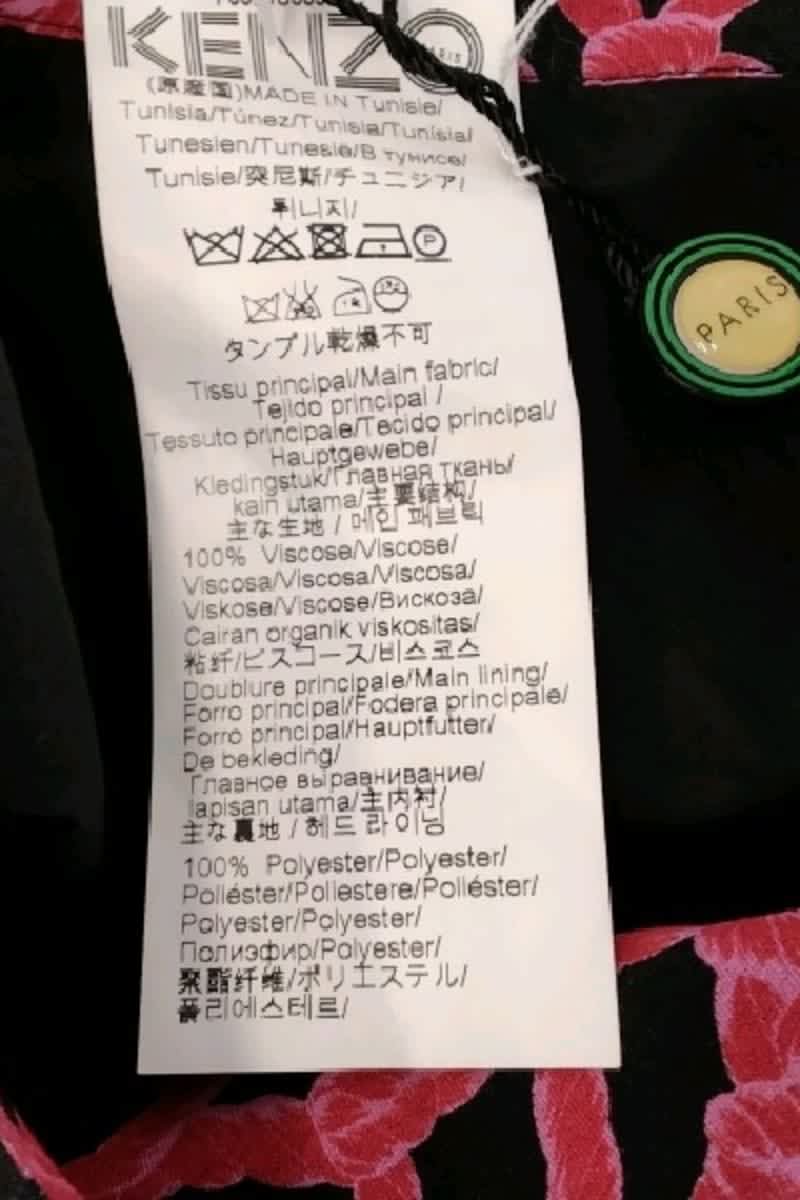 KENZO
PARIS
(原産国)MADE IN Tunisie/
Tunisia/Túnez/Tunisia/Tunísia/
Tunesien/Tunesie/В тунисе/
Tunisie/突尼斯/チュニジア/
튀니지/
P
タンブル乾燥不可
Tissu principal/Main fabric/
Tejido principal /
Tessuto principale/Tecido principal/
Hauptgewebe/
Kledingstuk/Главная ткань/
kain utama/主要结构/
主な生地 / 메인 패브릭
100% Viscose/Viscose/
Viscosa/Viscosa/Viscosa/
Viskose/Viscose/Вискоза/
Cairan organik viskositas/
粘纤/ビスコース/비스코스
Doublure principale/Main lining/
Forro principal/Fodera principale/
Forro principal/Hauptfutter/
De bekleding/
Главное выравнивание/
lapisan utama/主内衬/
主な裏地 / 헤드 라이닝
100% Polyester/Polyester/
Poliéster/Poliestere/Poliéster/
Polyester/Polyester/
Полиэфир/Polyester/
聚酯纤维/ポリエステル/
폴리에스테르/
PARIS